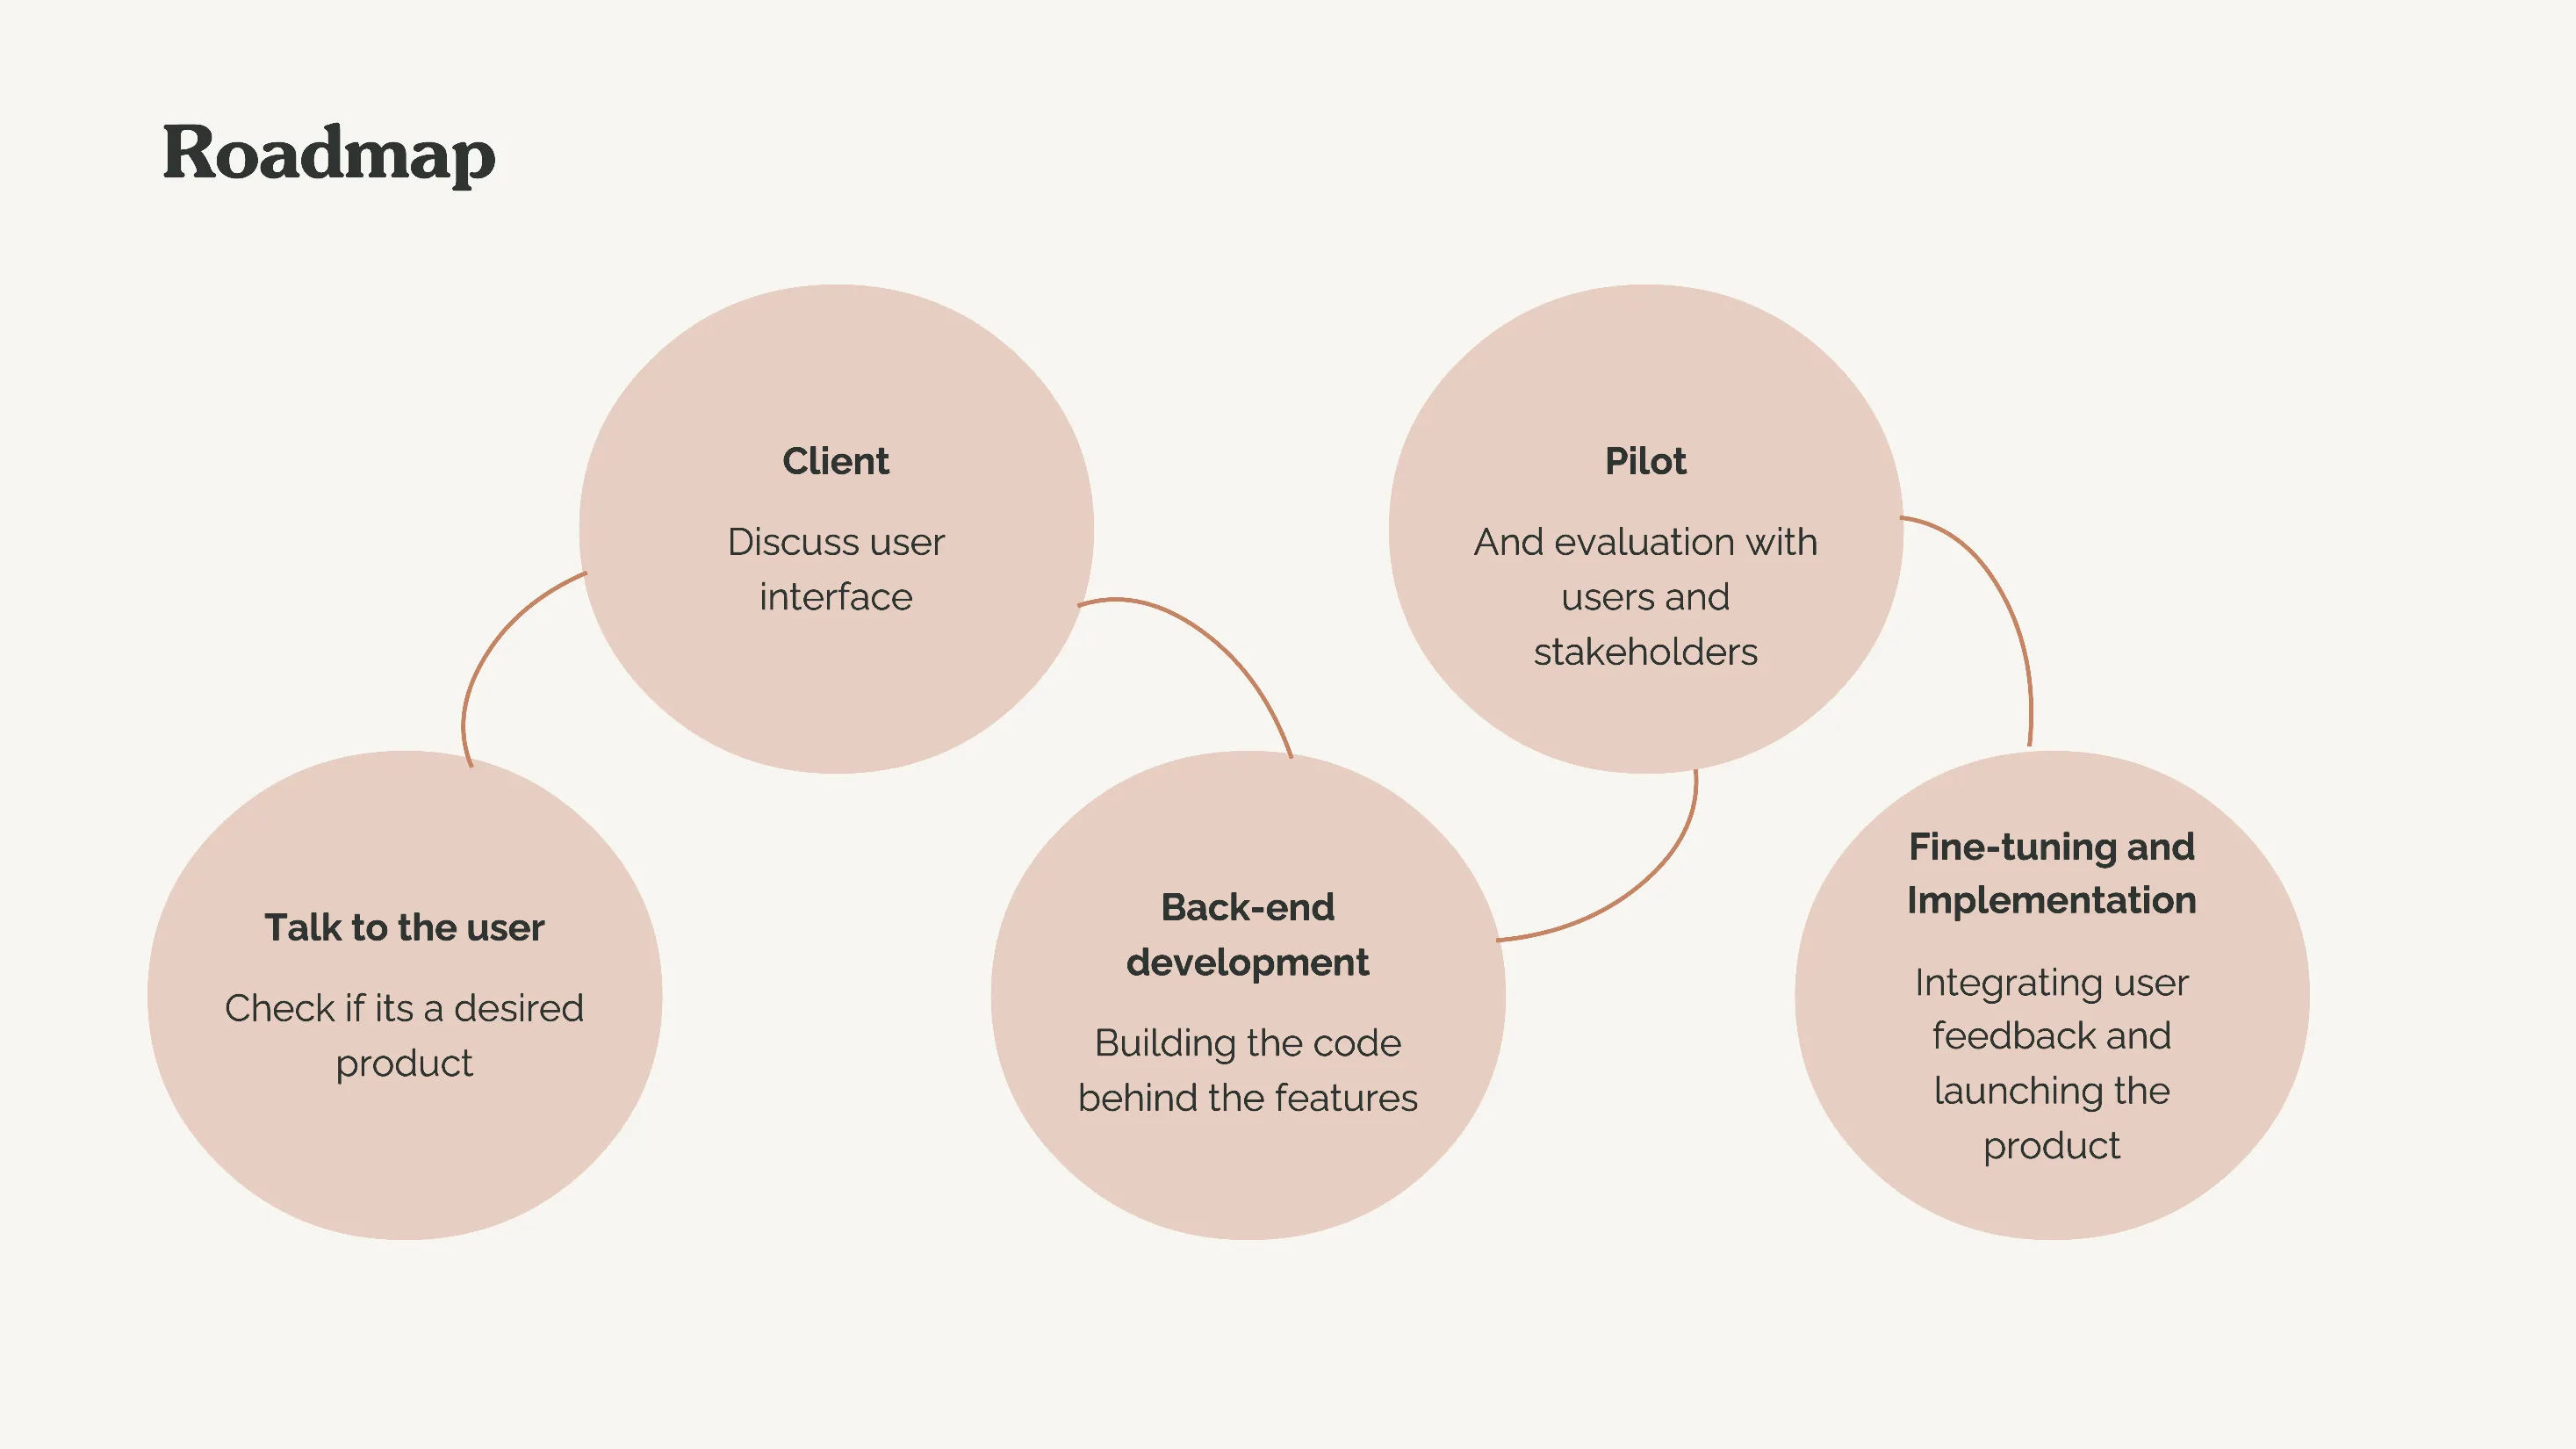 Roadmap
Talk to the user
Check if its a desired
product
Client
Discuss user
interface
Back-end
development
Building the code
behind the features
Pilot
And evaluation with
users and
stakeholders
Fine-tuning and
Implementation
Integrating user
feedback and
launching the
product